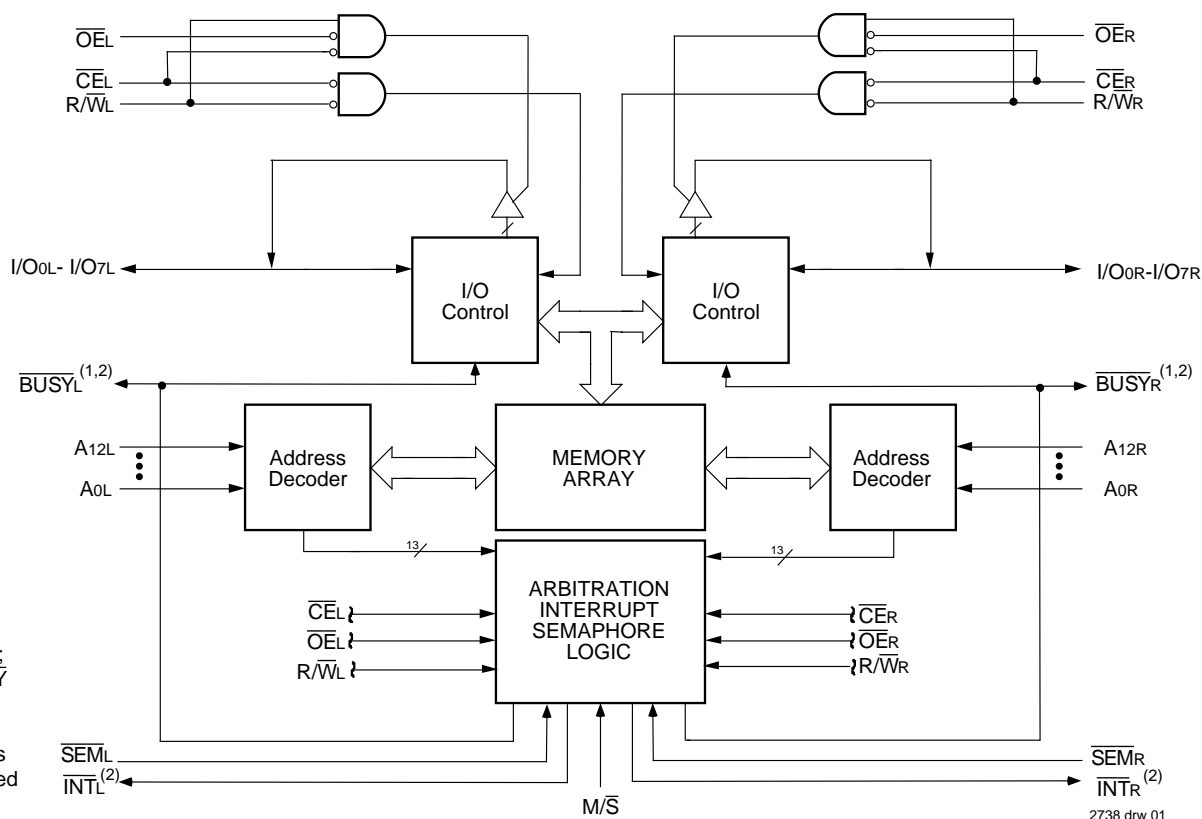 OEL
OER
CEL
CER
R/WL
R/WR
I/O0L- I/O7L
I/O Control
I/O Control
I/O0R-I/O7R
BUSYL(1,2)
BUSYR(1,2)
A12L
A0L
Address Decoder
MEMORY ARRAY
Address Decoder
A12R
A0R
13
13
ARBITRATION
INTERRUPT
SEMAPHORE
LOGIC
CEL
OEL
R/WL
CER
OER
R/WR
Y
s
SEML
ed
INTL(2)
M/S
SEMR
INTR(2)
2738 drw 01